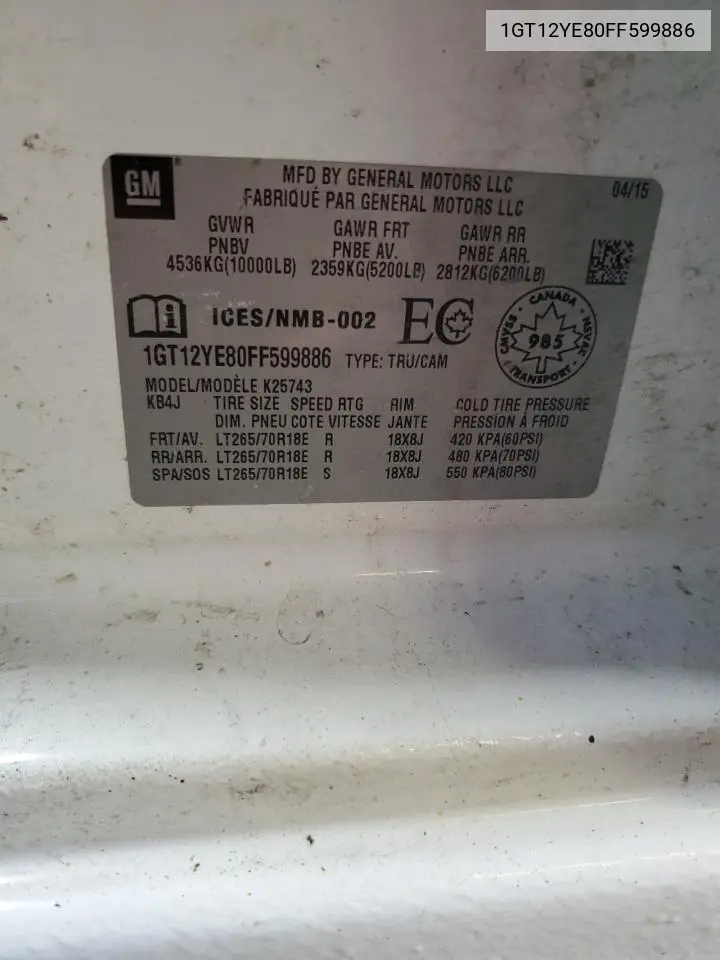 1GT12YE80FF599886
GM
MFD BY GENERAL MOTORS LLC
04/15
FABRIQUÉ PAR GENERAL MOTORS LLC
GVWR GAWR FRT GAWR RR
PNBV PNBE AV. PNBE ARR.
4536KG(10000LB) 2359KG(5200LB) 2812KG(6200LB)
ICES/NMB-002 EC
CANADA
CMVSS 985 NSVAC
TRANSPORT
1GT12YE80FF599886 TYPE: TRU/CAM
MODEL/MODÈLE K25743
KB4J TIRE SIZE SPEED RTG RIM COLD TIRE PRESSURE
DIM. PNEU COTE VITESSE JANTE PRESSION À FROID
FRT/AV. LT265/70R18E R 18X8J 420 KPA(60PSI)
RR/ARR. LT265/70R18E R 18X8J 480 KPA(70PSI)
SPA/SOS LT265/70R18E S 18X8J 550 KPA(80PSI)